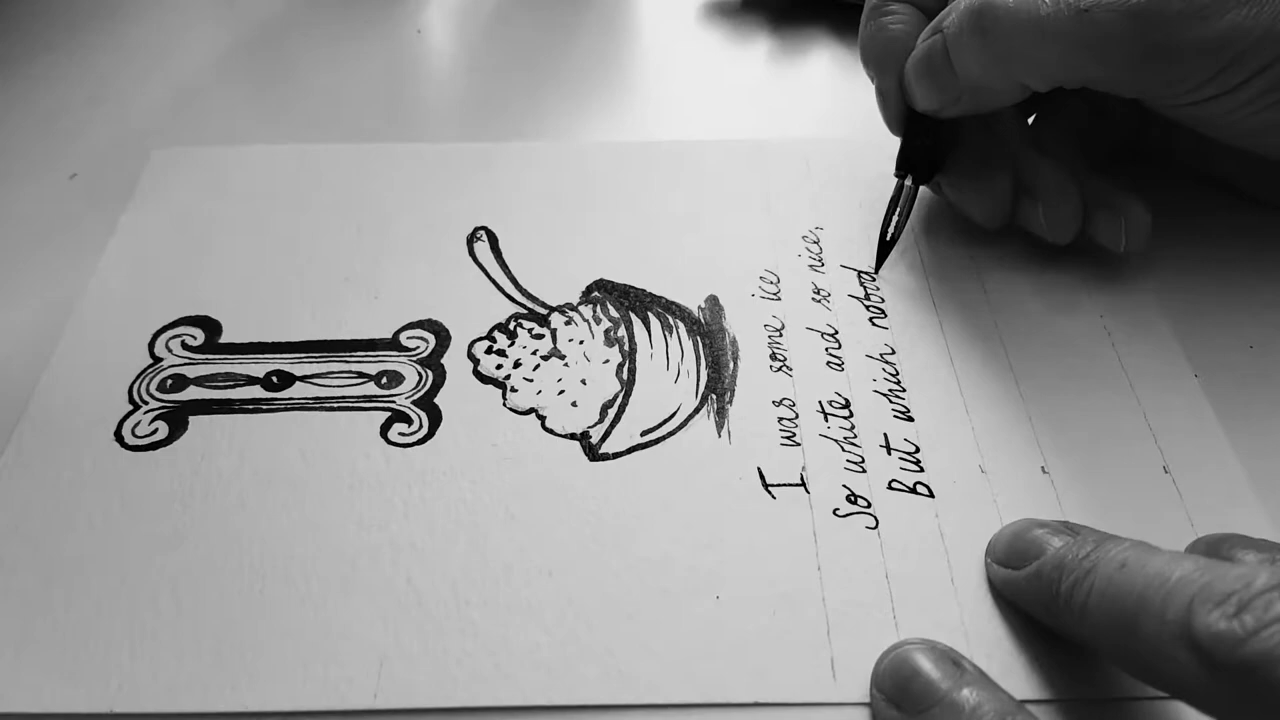 I
I was some ice
So white and so nice,
But which nobod